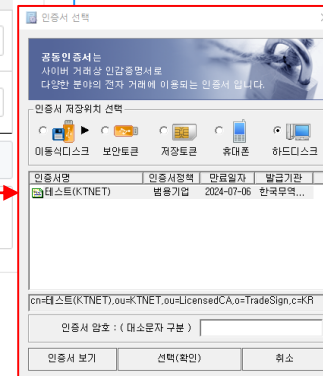 인증서 선택
공동인증서는
사이버 거래상 인감증명서로
다양한 분야의 전자 거래에 이용되는 인증서 입니다.
인증서 저장위치 선택
이동식디스크 보안토큰 저장토큰 휴대폰 하드디스크
인증서명 인증서정책 만료일자 발급기관
테스트(KTNET) 범용기업 2024-07-06 한국무역...
cn=테스트(KTNET),ou=KTNET,ou=LicensedCA,o=TradeSign,c=KR
인증서 암호 : ( 대소문자 구분 )
인증서 보기 선택(확인) 취소